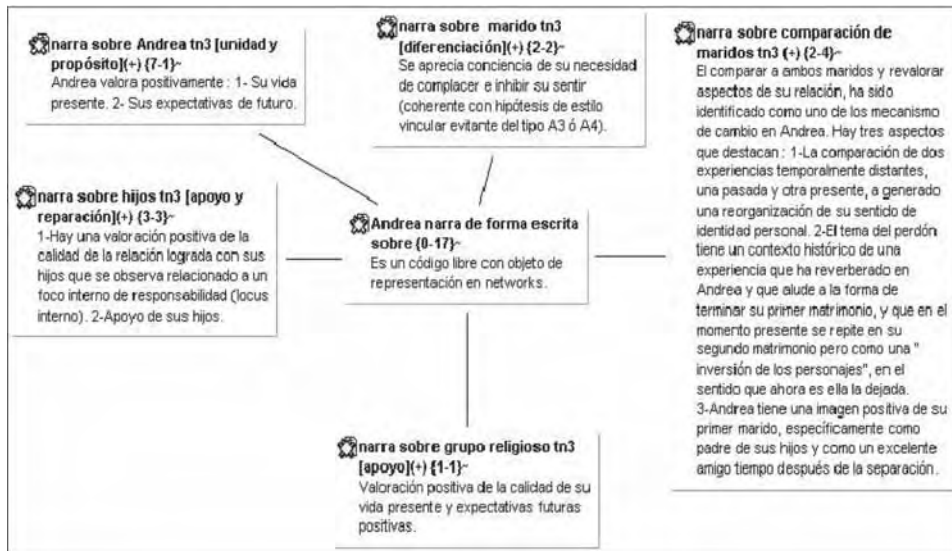 narra sobre Andrea tn3 [unidad y
propósito](+) {7-1}~
Andrea valora positivamente : 1- Su vida
presente. 2- Sus expectativas de futuro.
narra sobre marido tn3
[diferenciación](+) {2-2}~
Se aprecia conciencia de su necesidad
de complacer e inhibir su sentir
(coherente con hipótesis de estilo
vincular evitante del tipo A3 ó A4).
narra sobre comparación de
maridos tn3 (+) {2-4}~
El comparar a ambos maridos y revalorar
aspectos de su relación, ha sido
identificado como uno de los mecanismo
de cambio en Andrea. Hay tres aspectos
que destacan : 1-La comparación de dos
experiencias temporalmente distantes,
una pasada y otra presente, a generado
una reorganización de su sentido de
identidad personal. 2-El tema del perdón
tiene un contexto histórico de una
experiencia que ha reverberado en
Andrea y que alude a la forma de
terminar su primer matrimonio, y que en el
momento presente se repite en su
segundo matrimonio pero como una "
inversión de los personajes", en el
sentido que ahora es ella la dejada.
3-Andrea tiene una imagen positiva de su
primer marido, específicamente como
padre de sus hijos y como un excelente
amigo tiempo después de la separación.
narra sobre hijos tn3 [apoyo y
reparación](+) {3-3}~
1-Hay una valoración positiva de la
calidad de la relación lograda con sus
hijos que se observa relacionado a un
foco interno de responsabilidad (locus
interno). 2-Apoyo de sus hijos.
Andrea narra de forma escrita
sobre {0-17}~
Es un código libre con objeto de
representación en networks.
narra sobre grupo religioso tn3
[apoyo](+) {1-1}~
Valoración positiva de la calidad de su
vida presente y expectativas futuras
positivas.